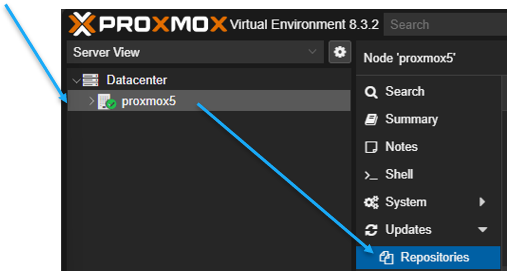 PROXMOX Virtual Environment 8.3.2 Search
Server View
Datacenter
proxmox5
Node 'proxmox5'
Search
Summary
Notes
Shell
System
Updates
Repositories